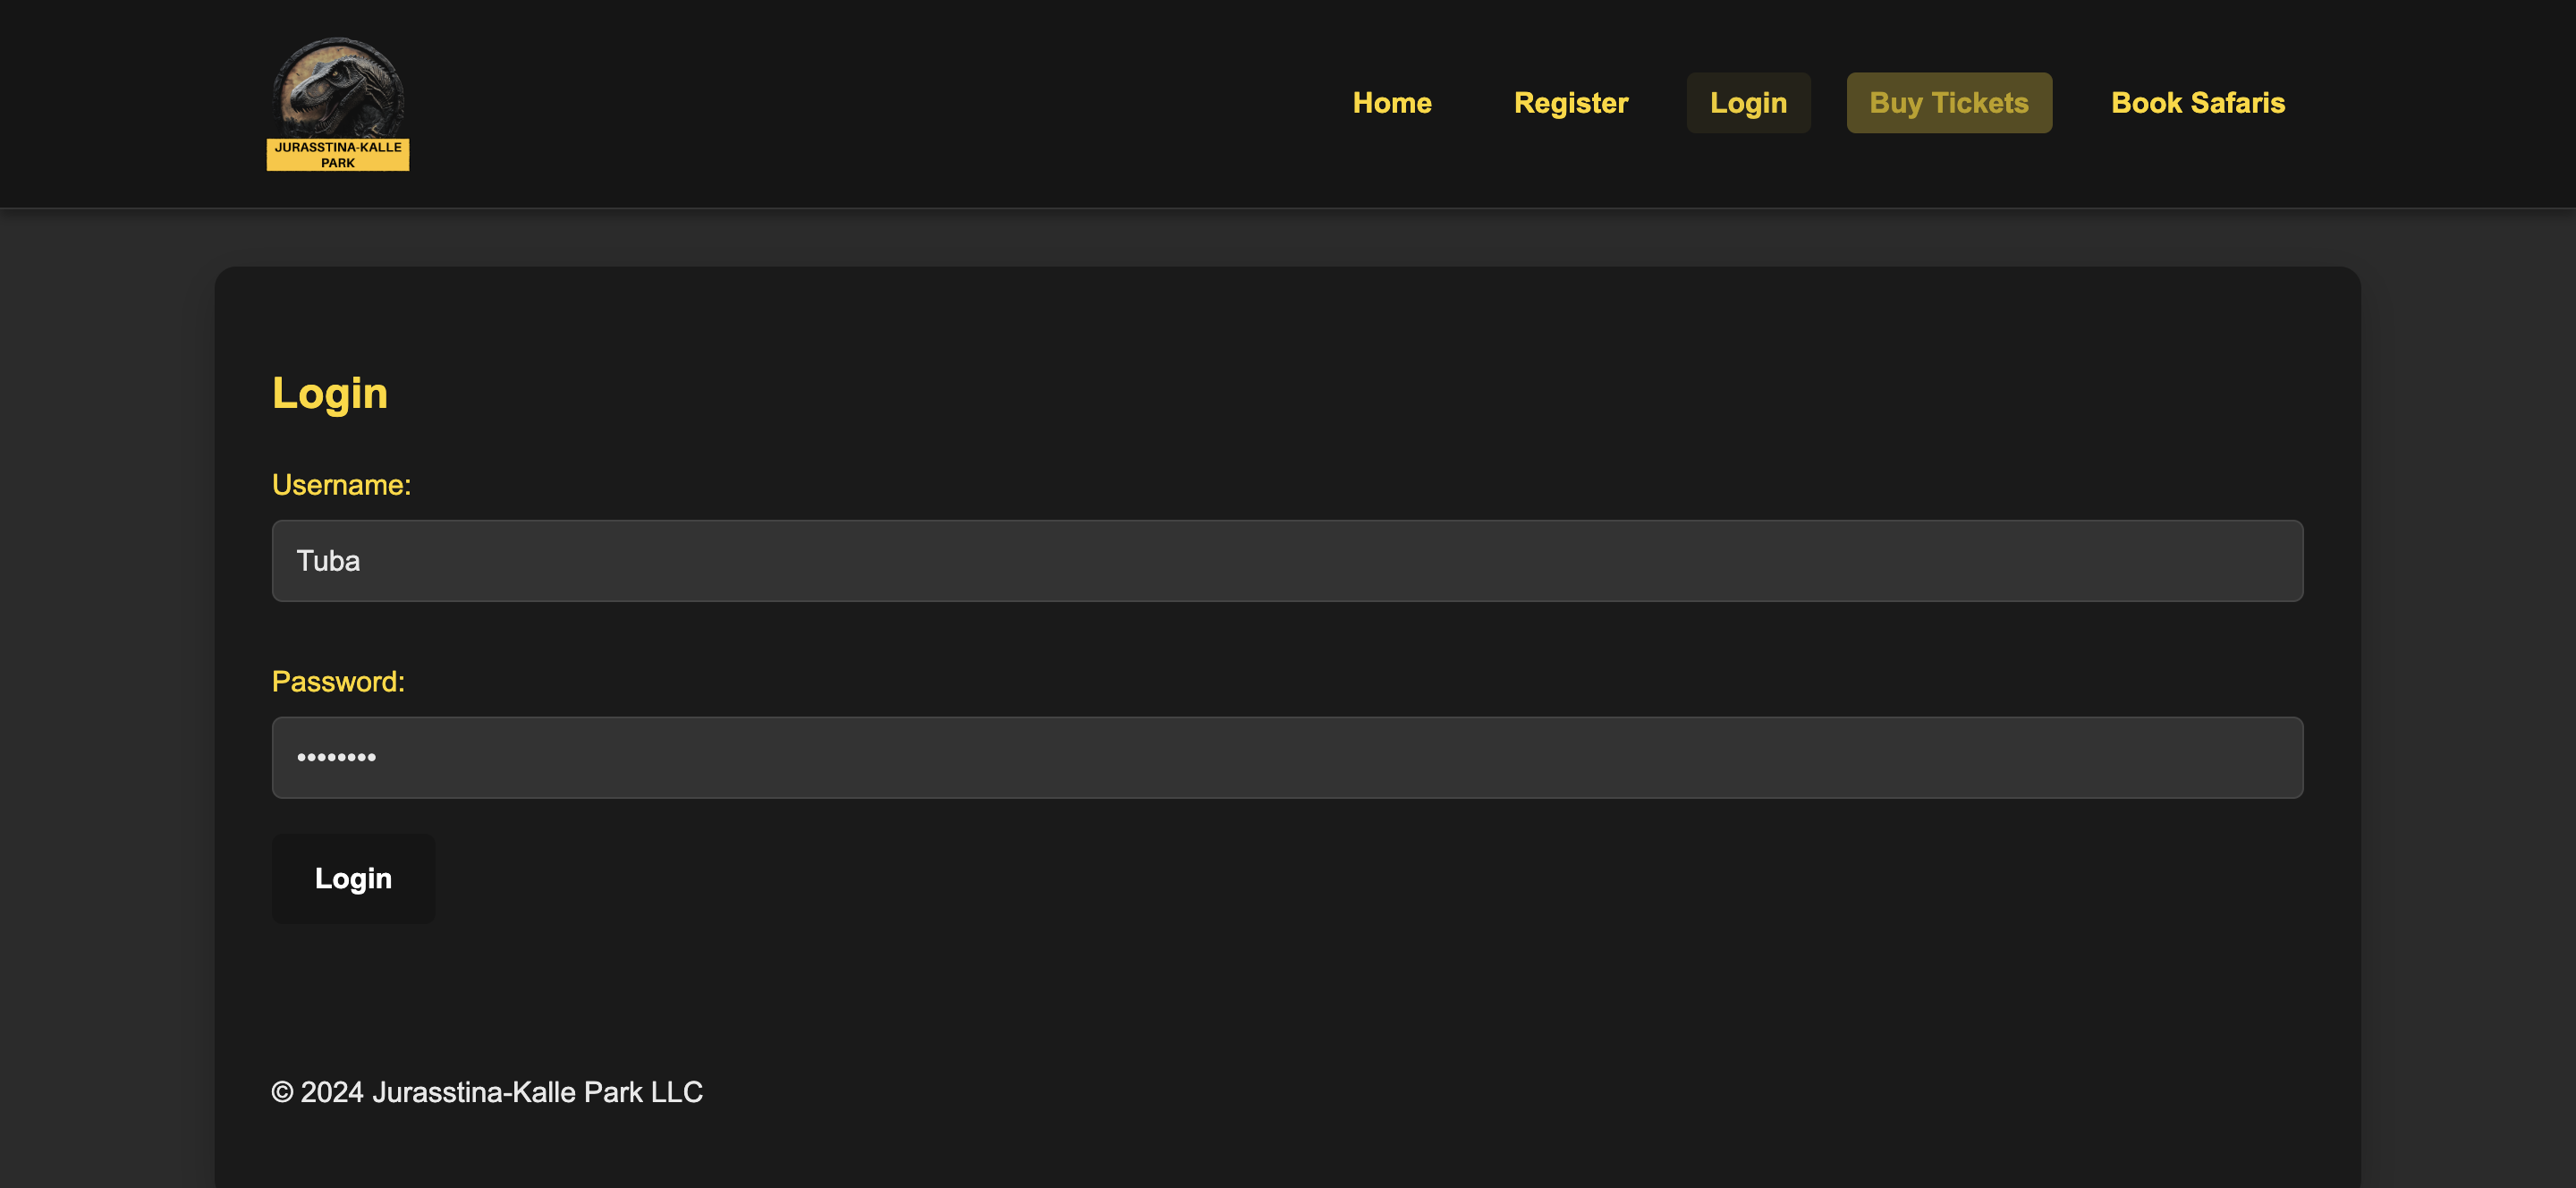 JURASSTINA-KALLE
PARK
Home Register Login Buy Tickets Book Safaris
Login
Username:
Tuba
Password:
••••••••
Login
© 2024 Jurasstina-Kalle Park LLC